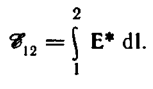 𝓔₁₂ = ∫₁² E* dl.